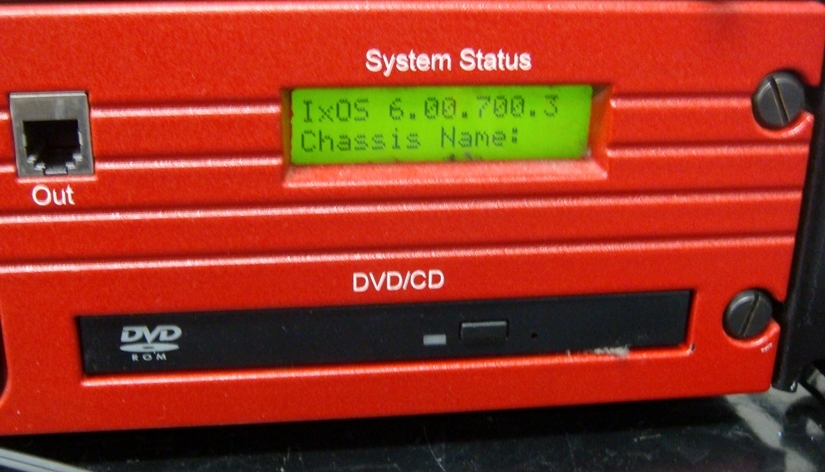 System Status
IxOS 6.00.700.3
Chassis Name:
Out
DVD/CD
DVD
ROM